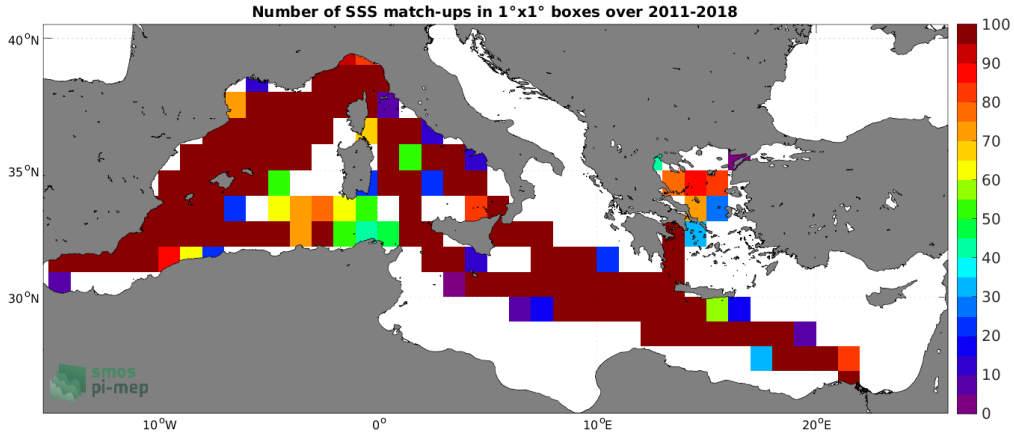 Number of SSS match-ups in 1°x1° boxes over 2011-2018
40°N
35°N
30°N
10°W
0°
10°E
20°E
100
90
80
70
60
50
40
30
20
10
0
smos
pi-mep